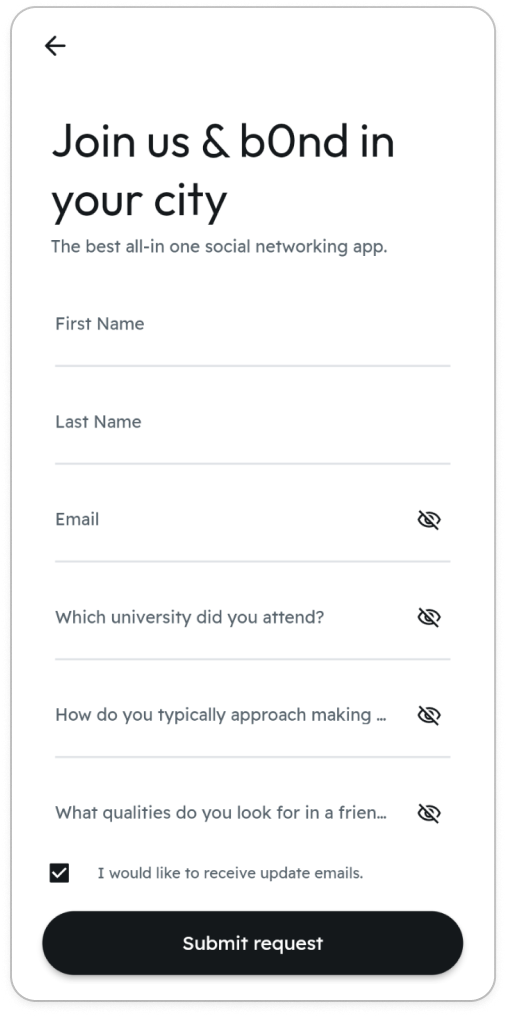 Join us & b0nd in
your city
The best all-in one social networking app.
First Name
Last Name
Email
Which university did you attend?
How do you typically approach making ...
What qualities do you look for in a frien...
I would like to receive update emails.
Submit request